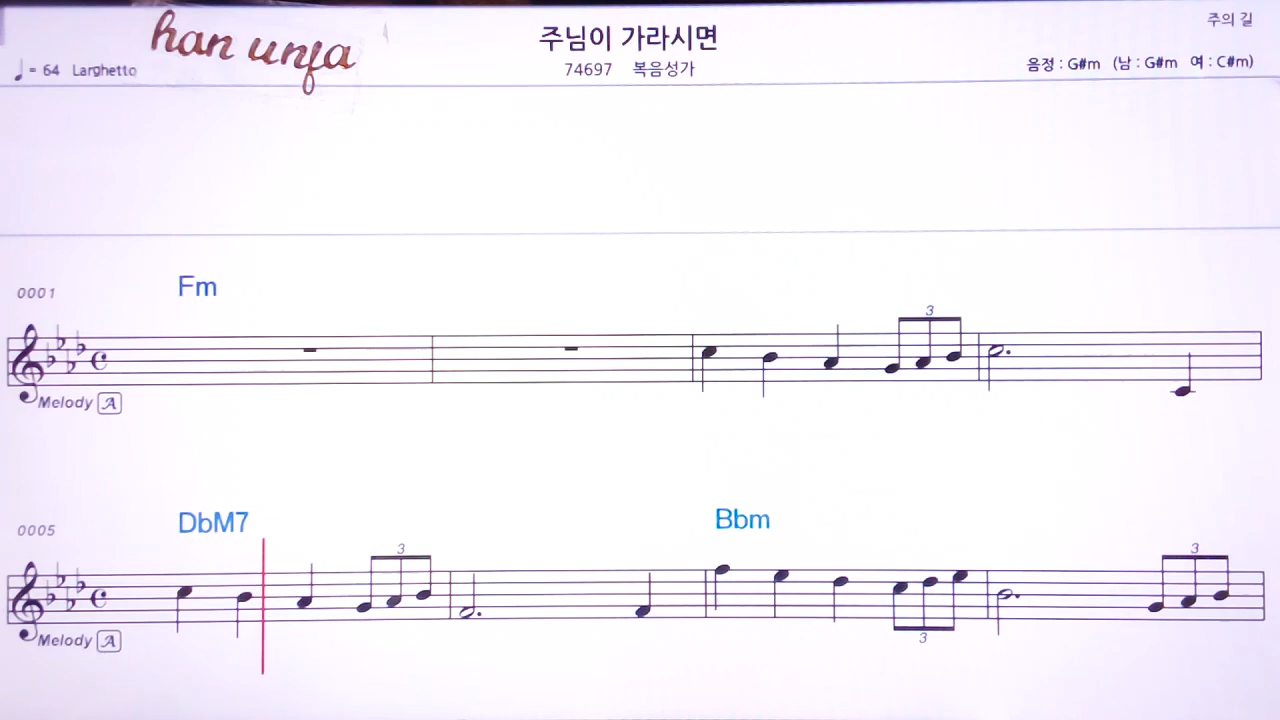 han unfa
주님이 가라시면
주의 길
♩= 64 Larghetto
74697 복음성가
음정 : G#m (남 : G#m 여 : C#m)
Fm
0001
3
Melody A
DbM7
Bbm
0005
3
3
3
Melody A